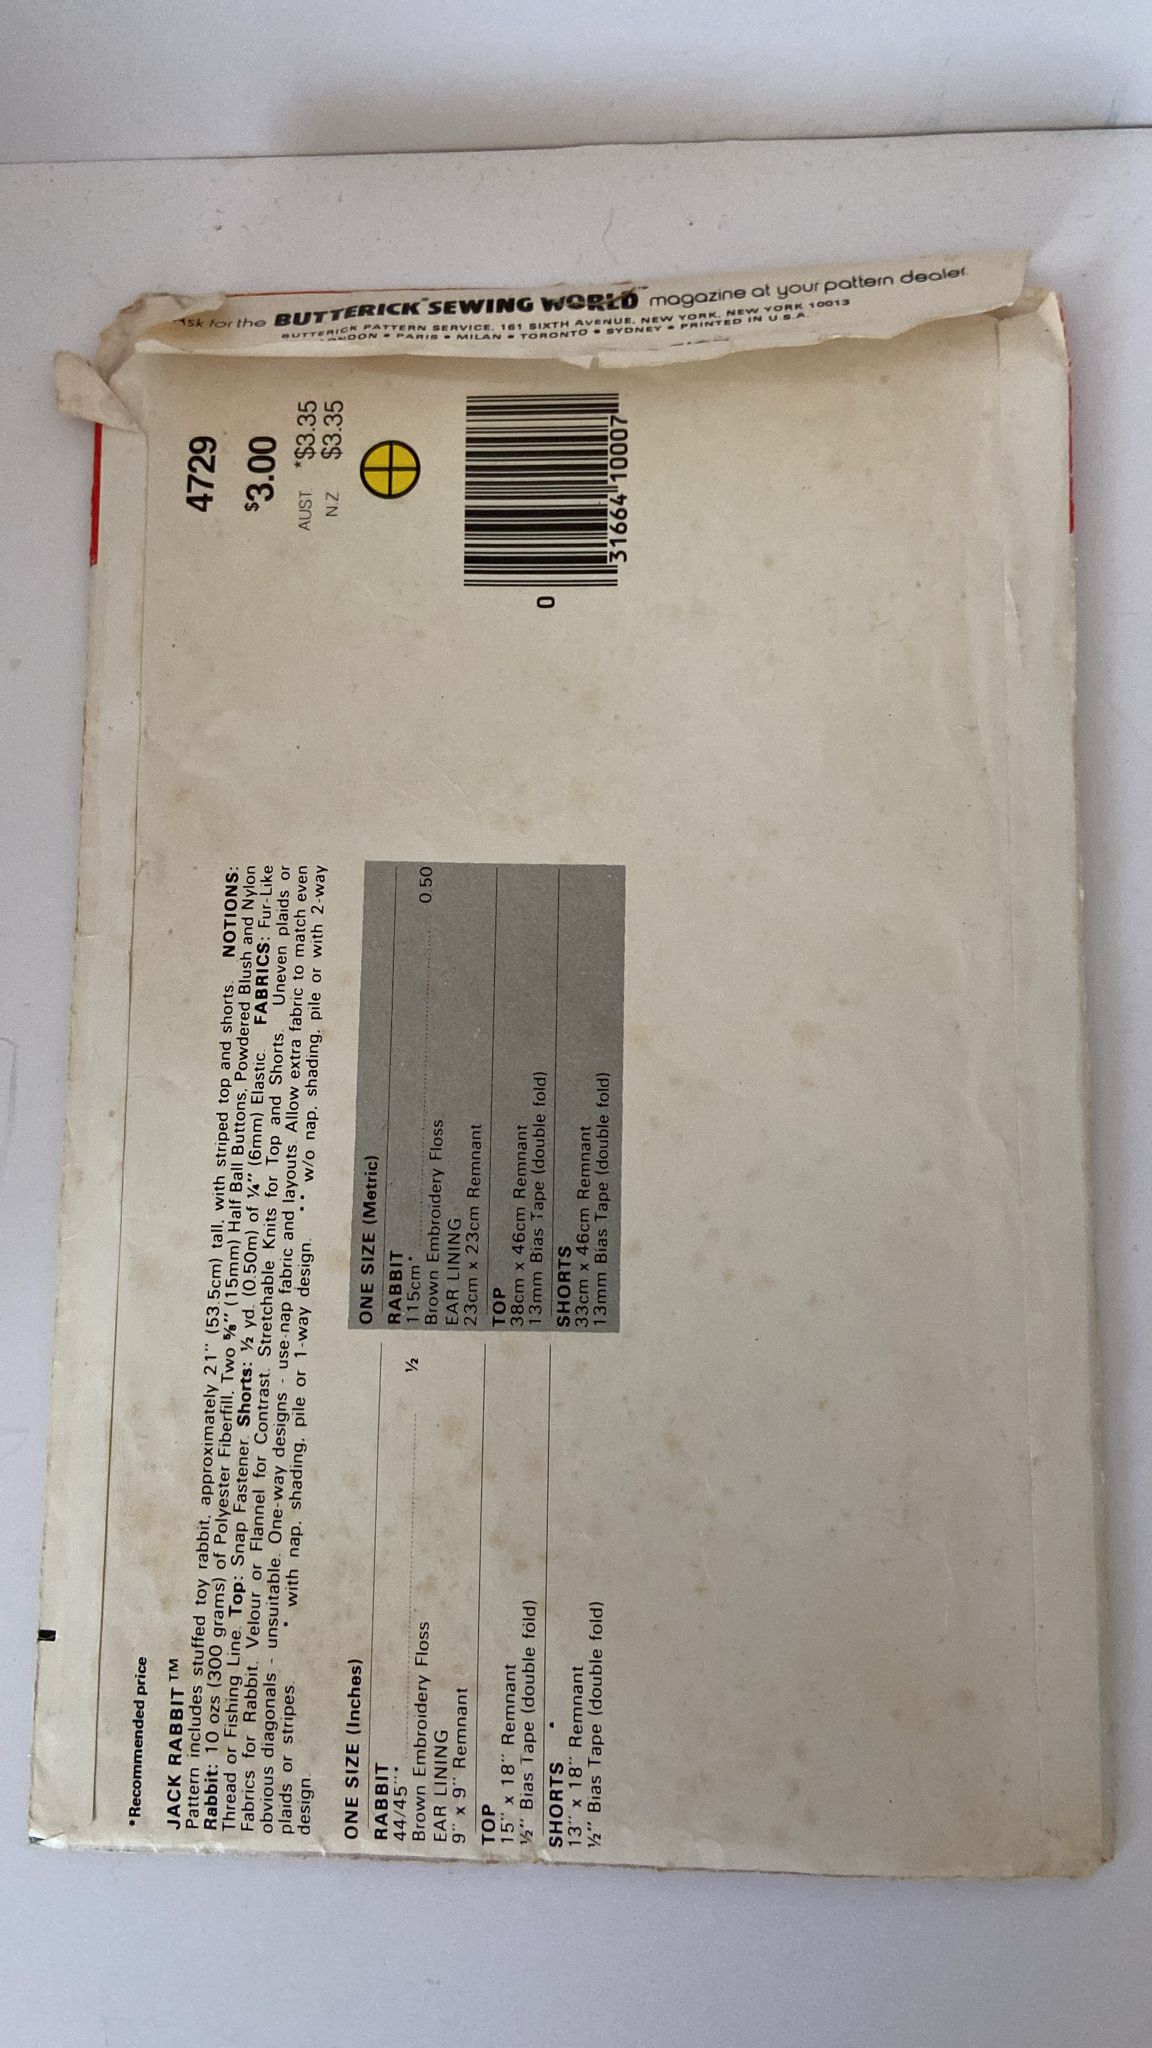 *Recommended price
JACK RABBIT™
Pattern includes stuffed toy rabbit, approximately 21" (53.5cm) tall, with striped top and shorts. NOTIONS:
Rabbit: 10 ozs (300 grams) of Polyester Fiberfill, Two ⅝" (15mm) Half Ball Buttons, Powdered Blush and Nylon
Thread or Fishing Line. Top: Snap Fastener. Shorts: ½ yd. (0.50m) of ¼" (6mm) Elastic. FABRICS: Fur-Like
Fabrics for Rabbit. Velour or Flannel for Contrast. Stretchable Knits for Top and Shorts. Uneven plaids or
obvious diagonals - unsuitable. One-way designs - use nap fabric and layouts. Allow extra fabric to match even
plaids or stripes. * with nap, shading, pile or 1-way design. ** w/o nap, shading, pile or with 2-way
design.
ONE SIZE (Inches)
RABBIT
44/45"* ½
Brown Embroidery Floss
EAR LINING
9" x 9" Remnant
TOP
15" x 18" Remnant
½" Bias Tape (double fold)
SHORTS
13" x 18" Remnant
½" Bias Tape (double fold)
ONE SIZE (Metric)
RABBIT
115cm* 0.50
Brown Embroidery Floss
EAR LINING
23cm x 23cm Remnant
TOP
38cm x 46cm Remnant
13mm Bias Tape (double fold)
SHORTS
33cm x 46cm Remnant
13mm Bias Tape (double fold)
4729
$3.00
AUST. *$3.35
N.Z. $3.35
0 31664 10007
Ask for the BUTTERICK SEWING WORLD™ magazine at your pattern dealer.
BUTTERICK PATTERN SERVICE, 161 SIXTH AVENUE, NEW YORK, NEW YORK 10013
LONDON • PARIS • MILAN • TORONTO • SYDNEY • PRINTED IN U.S.A.